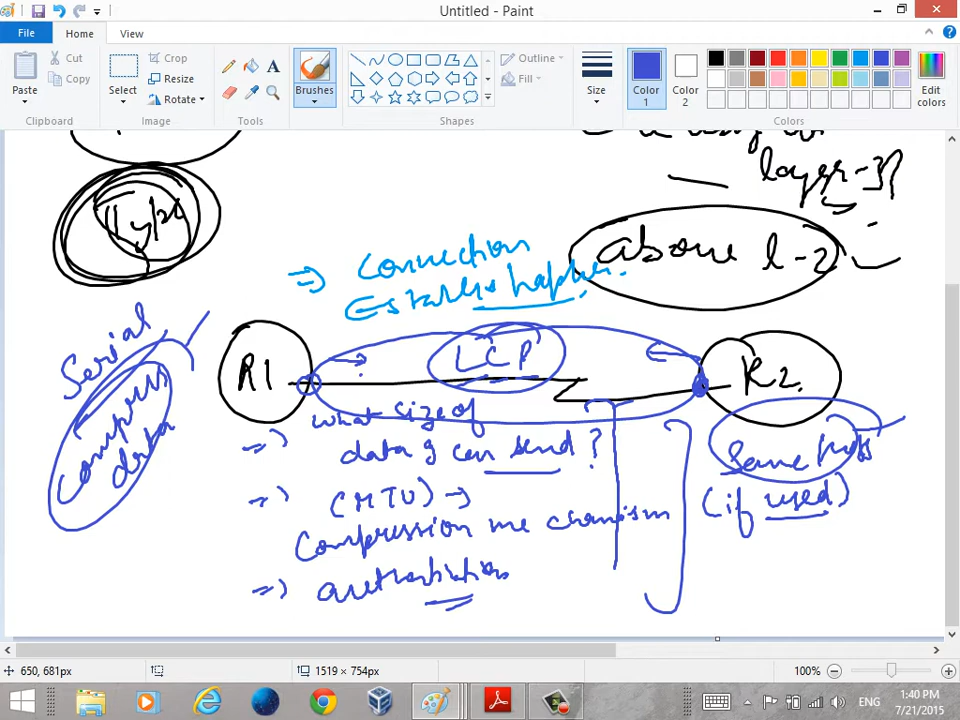 Untitled - Paint
File
Home
View
Paste
Cut
Copy
Clipboard
Select
Crop
Resize
Rotate
Image
Tools
Brushes
Shapes
Outline
Fill
Size
Color 1
Color 2
Edit colors
Colors
layer-3
above l-2
=> Connection
Serial
R1
LCP
R2
compress data
=> what size of
data I can send?
Same
(if used)
=> (MTU) ->
Compression mechanism
=>
650, 681px
1519 × 754px
100%
ENG
1:40 PM
7/21/2015